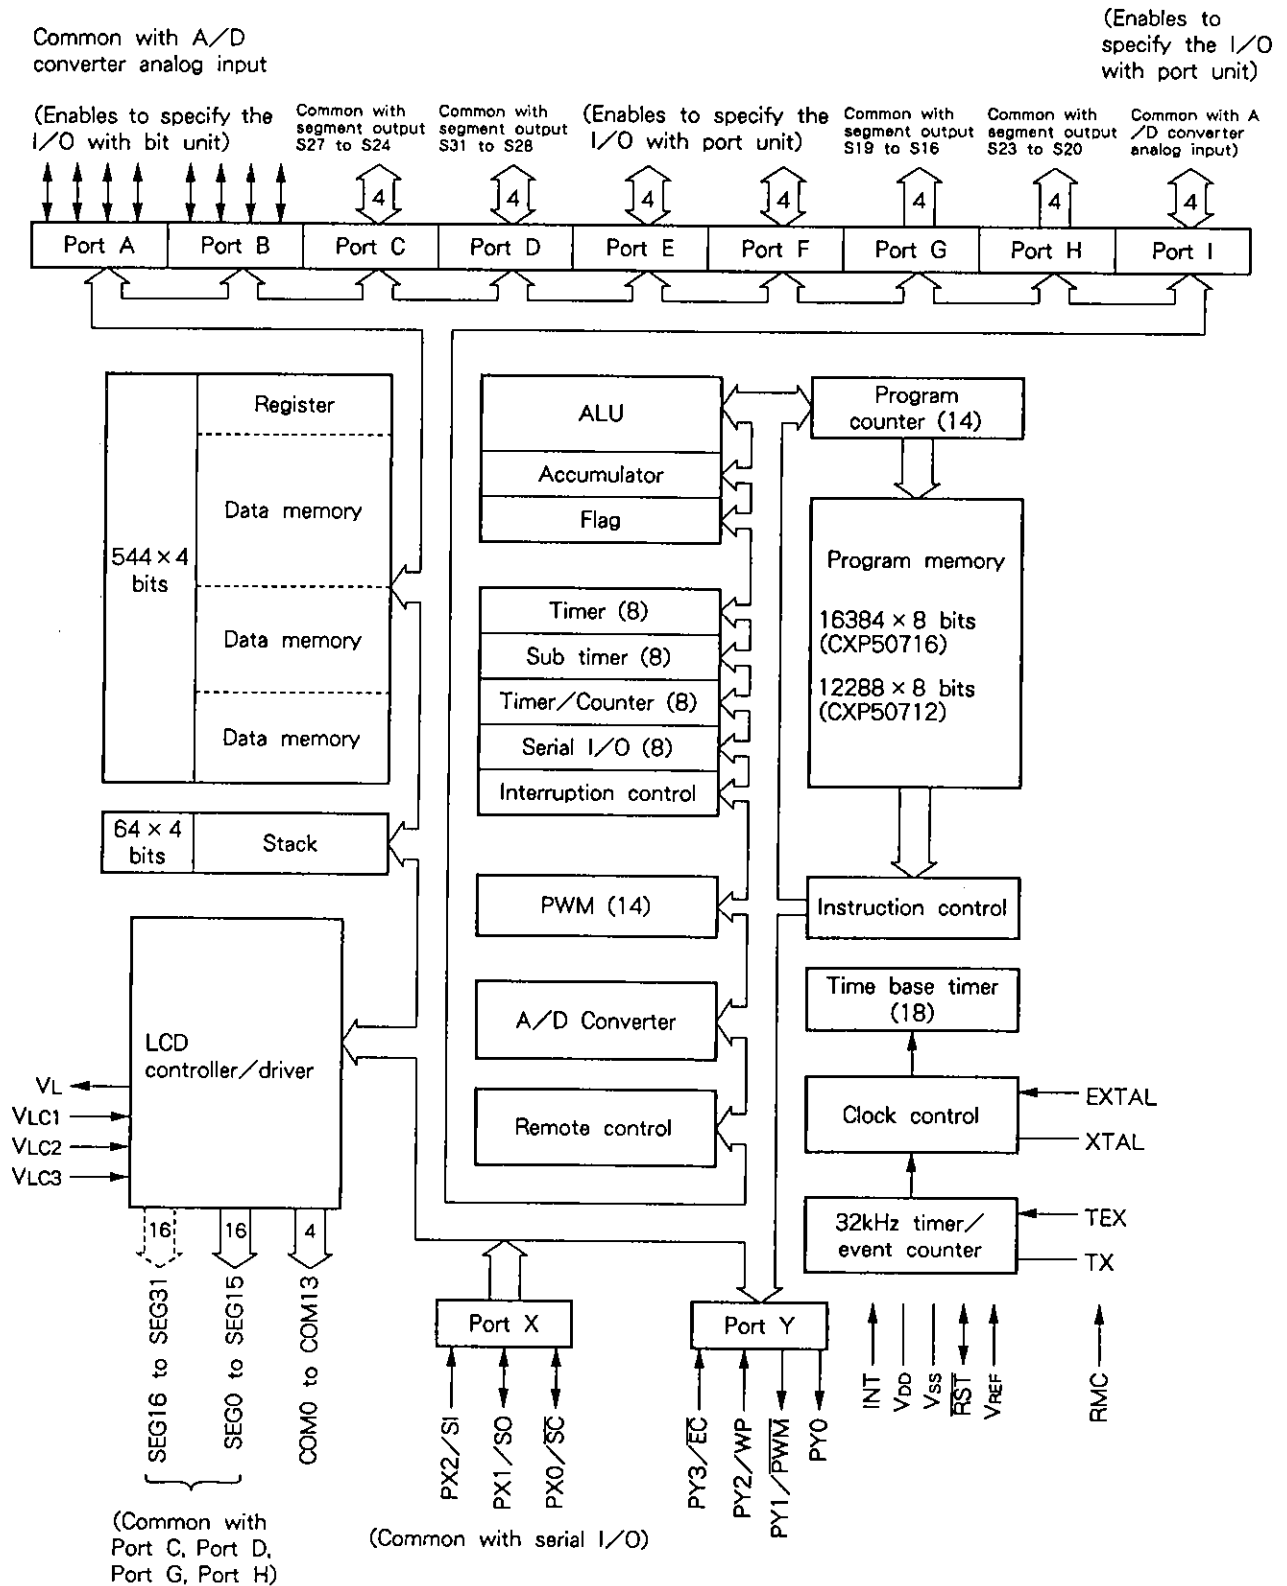 Common with A/D
converter analog input
(Enables to
specify the I/O
with port unit)
(Enables to specify the
I/O with bit unit)
Common with
segment output
S27 to S24
Common with
segment output
S31 to S28
(Enables to specify the
I/O with port unit)
Common with
segment output
S19 to S16
Common with
segment output
S23 to S20
Common with A
/D converter
analog input)
4
4
4
4
4
4
4
Port A
Port B
Port C
Port D
Port E
Port F
Port G
Port H
Port I
544 × 4
bits
Register
Data memory
Data memory
Data memory
64 × 4
bits
Stack
ALU
Accumulator
Flag
Timer (8)
Sub timer (8)
Timer/Counter (8)
Serial I/O (8)
Interruption control
PWM (14)
A/D Converter
Remote control
Program
counter (14)
Program memory
16384 × 8 bits
(CXP50716)
12288 × 8 bits
(CXP50712)
Instruction control
Time base timer
(18)
Clock control
EXTAL
XTAL
32kHz timer/
event counter
TEX
TX
LCD
controller/driver
VL
VLC1
VLC2
VLC3
16
16
4
SEG16 to SEG31
SEG0 to SEG15
COM0 to COM13
(Common with
Port C, Port D,
Port G, Port H)
Port X
PX2/SI
PX1/SO
PX0/S̅C̅
(Common with serial I/O)
Port Y
PY3/E̅C̅
PY2/WP
PY1/P̅W̅M̅
PY0
INT
VDD
VSS
R̅S̅T̅
VREF
RMC